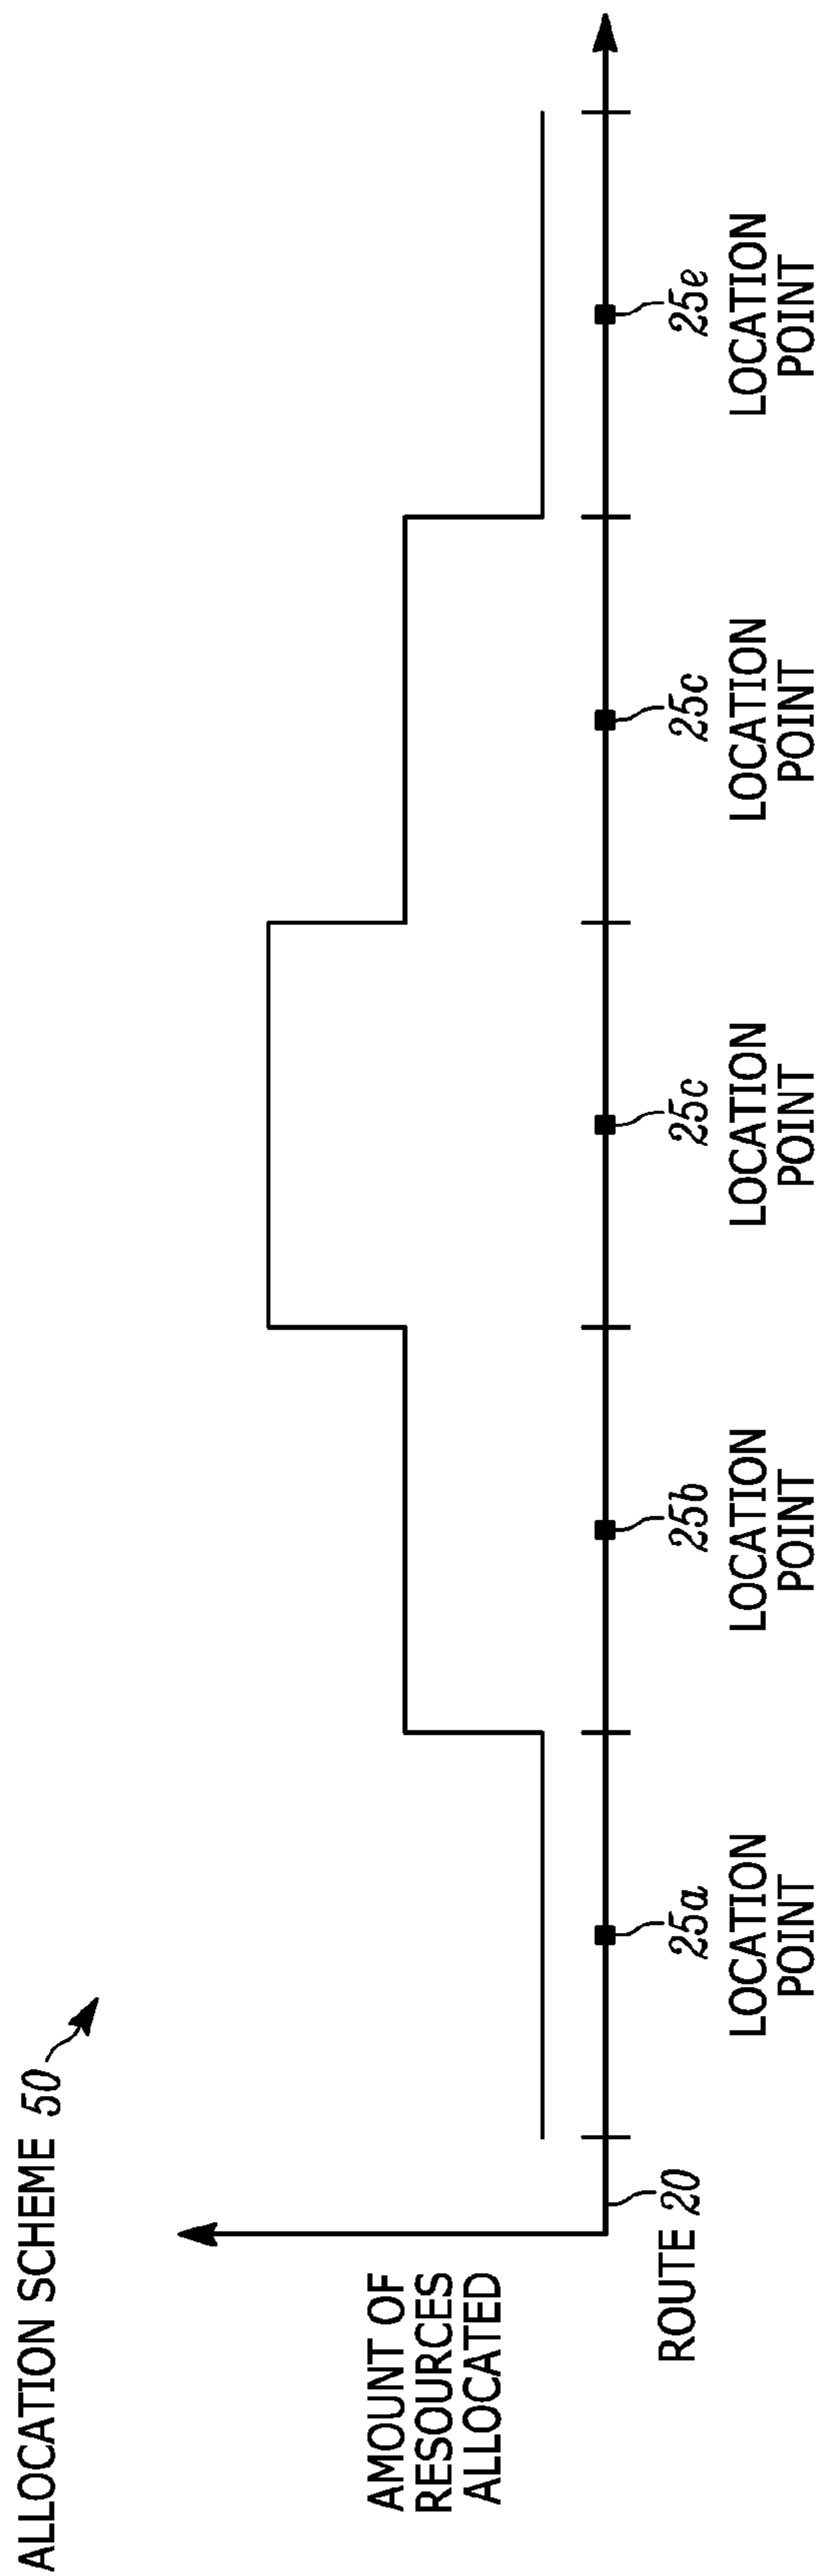 ALLOCATION SCHEME 50
AMOUNT OF
RESOURCES
ALLOCATED
ROUTE 20
25a
LOCATION
POINT
25b
LOCATION
POINT
25c
LOCATION
POINT
25c
LOCATION
POINT
25e
LOCATION
POINT